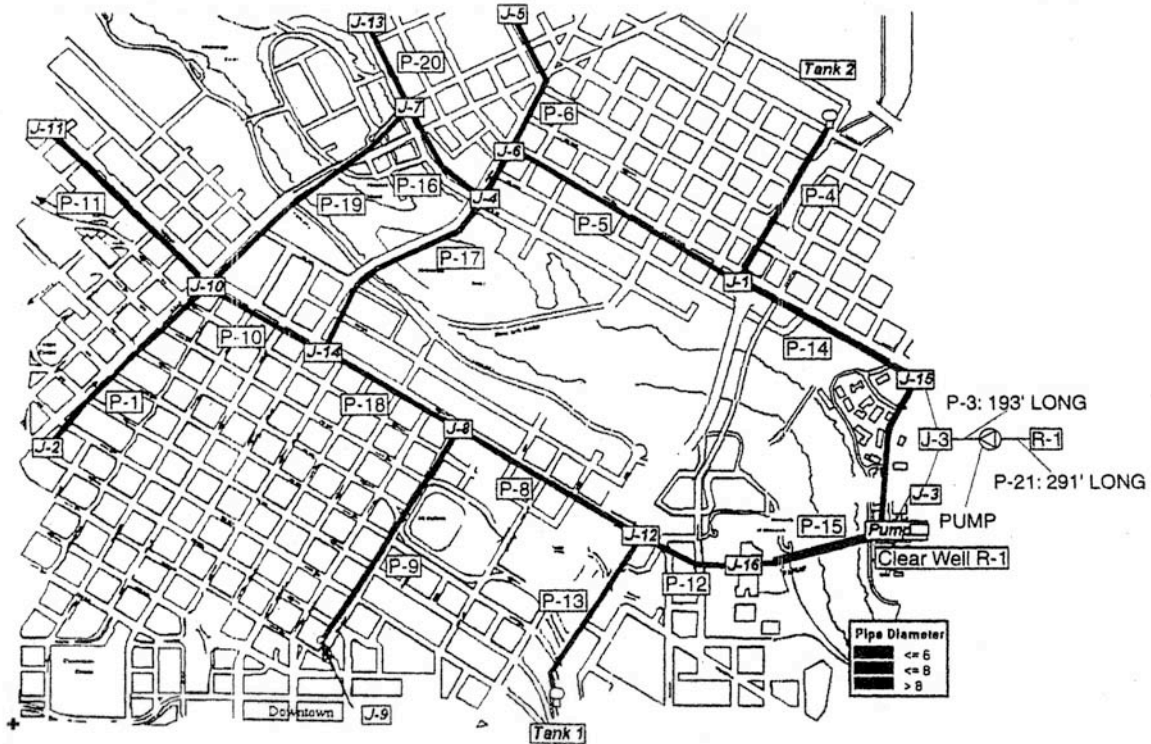 J-13
J-5
P-20
Tank 2
J-7
P-6
J-11
J-6
P-16
P-4
J-4
P-11
P-19
P-5
P-17
J-10
J-1
P-10
P-14
J-14
J-15
P-1
P-18
P-3: 193' LONG
J-2
J-8
J-3
R-1
P-21: 291' LONG
P-8
J-3
PUMP
P-15
Pump
J-12
Clear Well R-1
P-9
J-16
P-12
P-13
Pipe Diameter
<= 6
<= 8
> 8
Downtown
J-9
Tank 1